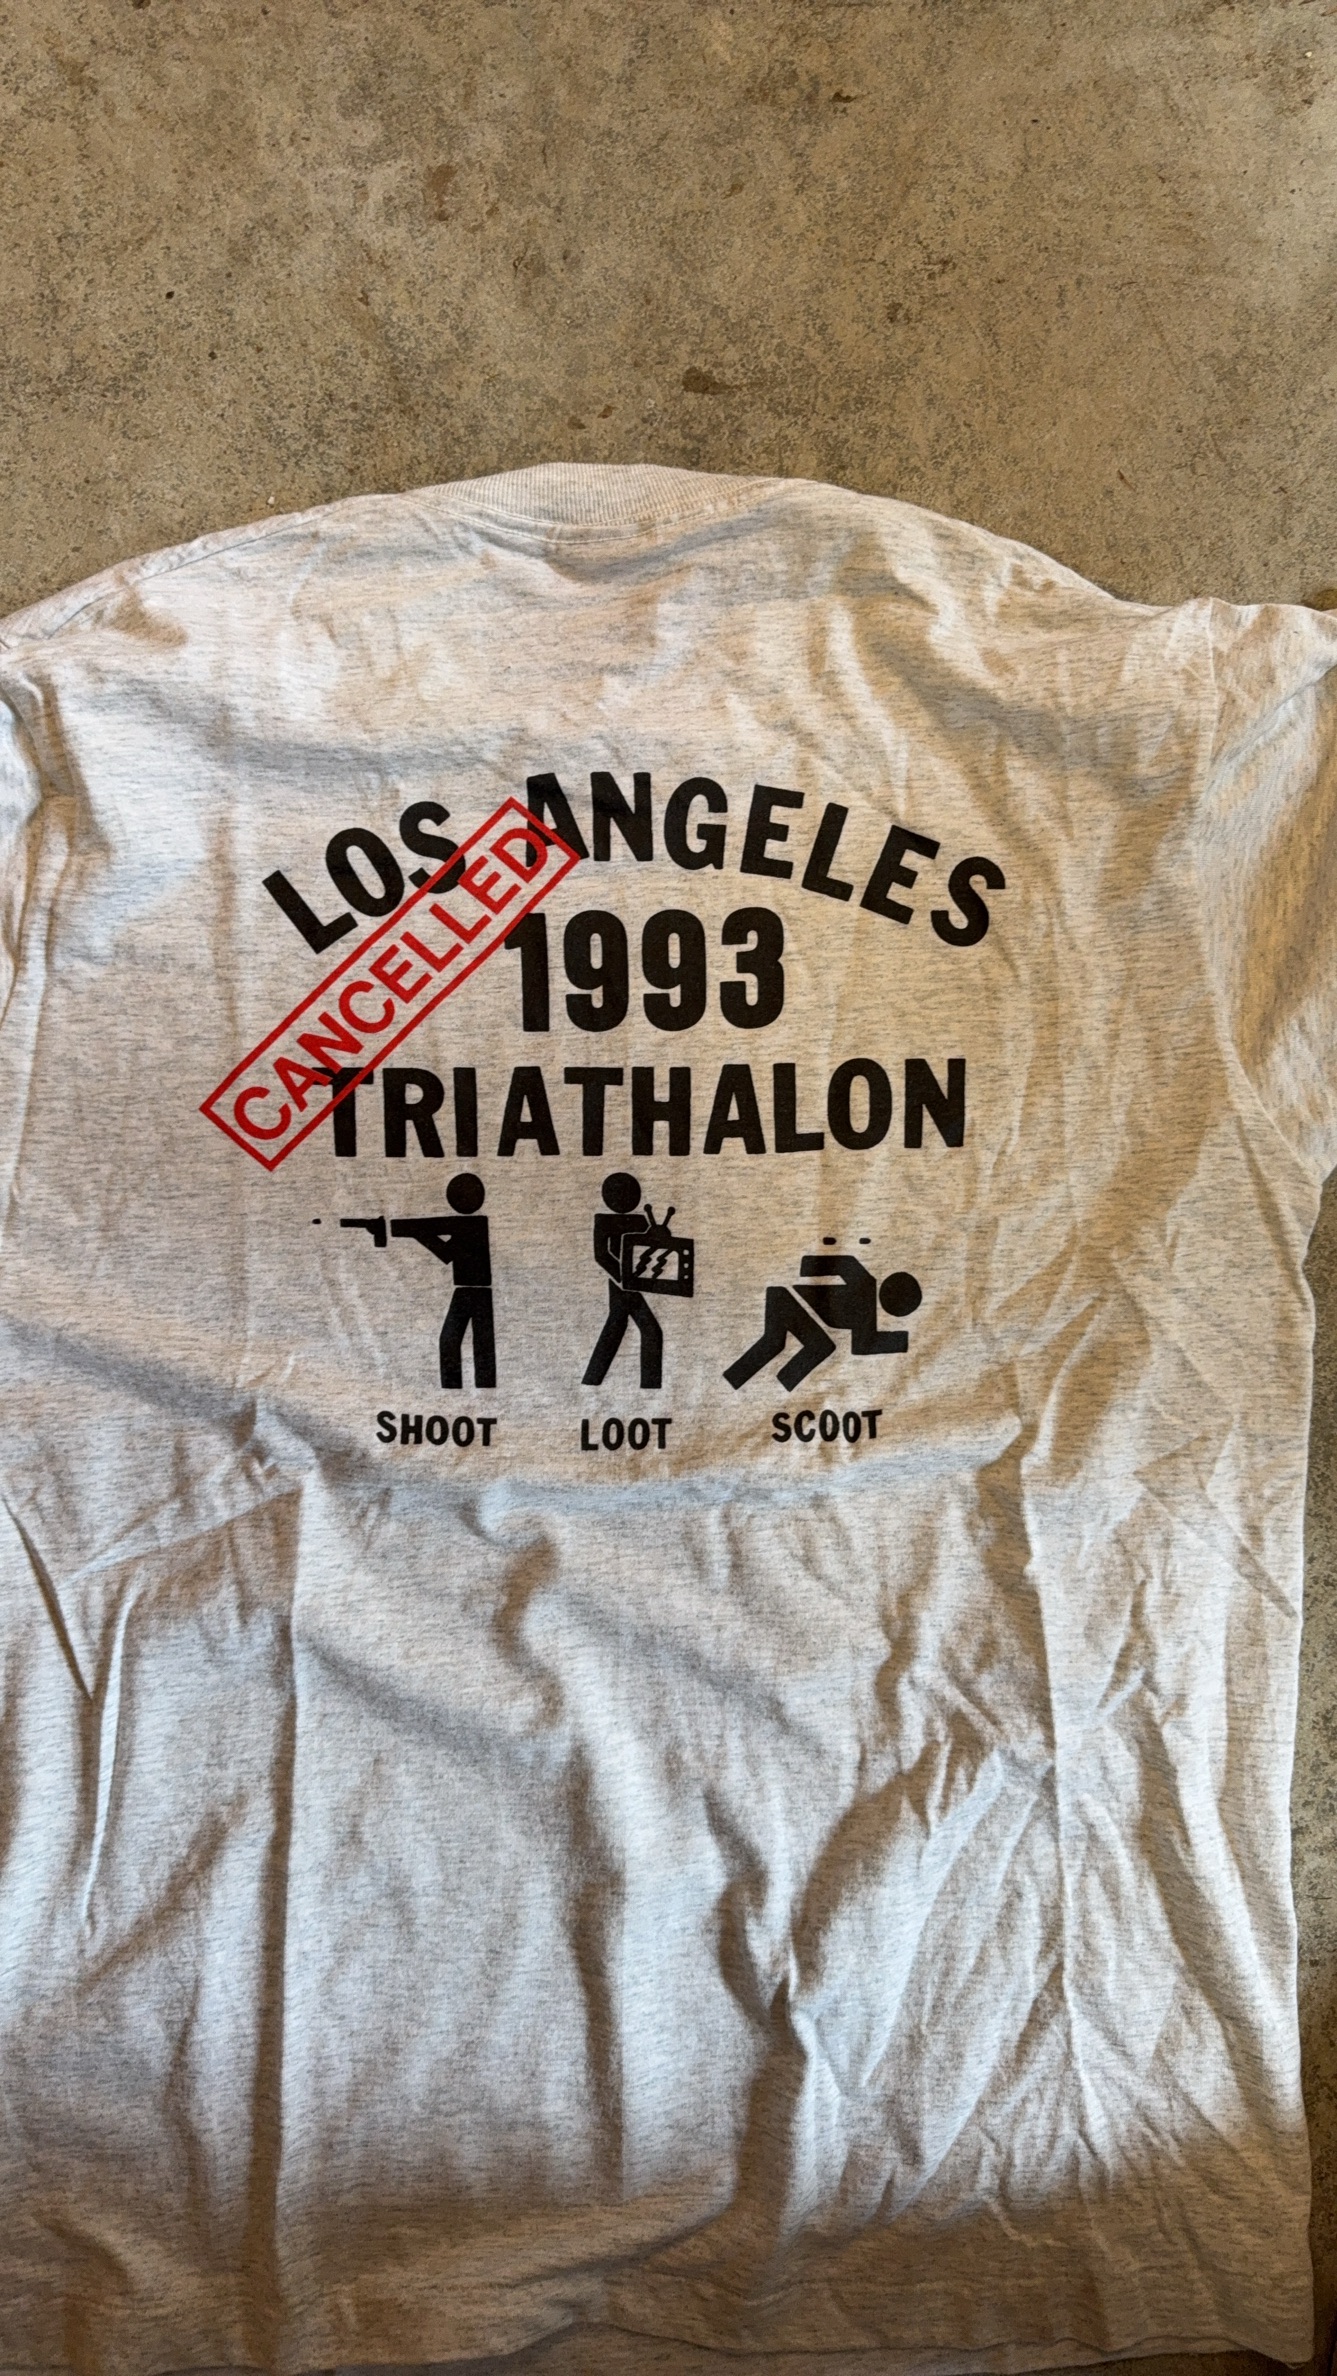 LOS ANGELES
CANCELLED
1993
TRIATHALON
SHOOT LOOT SCOOT